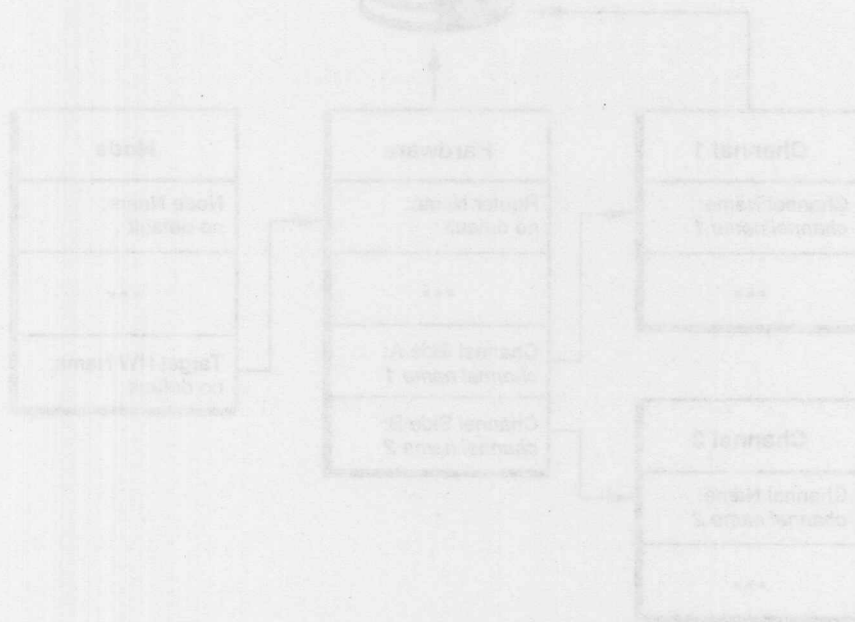 Node
Node Name:
no default
...
Target HW Name:
no default
Hardware
Router Name:
no default
...
Channel Side A:
channel name 1
Channel Side B:
channel name 2
Channel 1
Channel Name:
channel name 1
...
Channel 2
Channel Name:
channel name 2
...